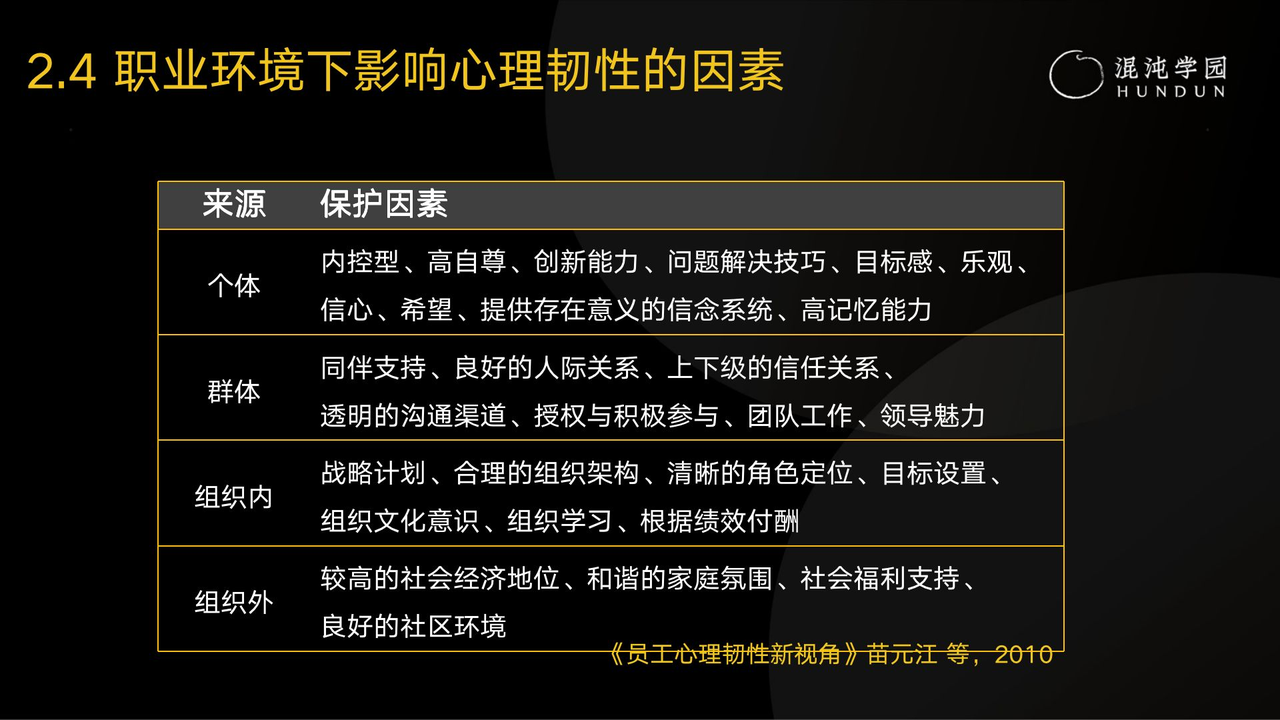 2.4 职业环境下影响心理韧性的因素
混沌学园
HUNDUN
来源 保护因素
个体
内控型、高自尊、创新能力、问题解决技巧、目标感、乐观、
信心、希望、提供存在意义的信念系统、高记忆能力
群体
同伴支持、良好的人际关系、上下级的信任关系、
透明的沟通渠道、授权与积极参与、团队工作、领导魅力
组织内
战略计划、合理的组织架构、清晰的角色定位、目标设置、
组织文化意识、组织学习、根据绩效付酬
组织外
较高的社会经济地位、和谐的家庭氛围、社会福利支持、
良好的社区环境
《员工心理韧性新视角》苗元江 等，2010